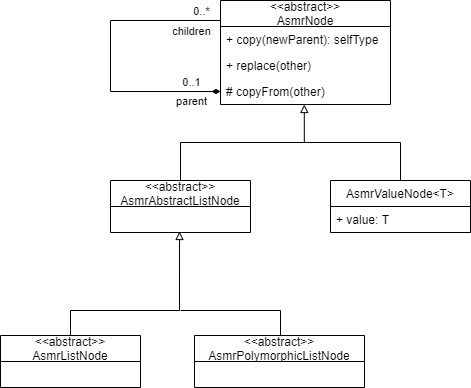 <<abstract>>
AsmrNode
0..*
children
+ copy(newParent): selfType
+ replace(other)
0..1
parent
# copyFrom(other)
<<abstract>>
AsmrAbstractListNode
AsmrValueNode<T>
+ value: T
<<abstract>>
AsmrListNode
<<abstract>>
AsmrPolymorphicListNode